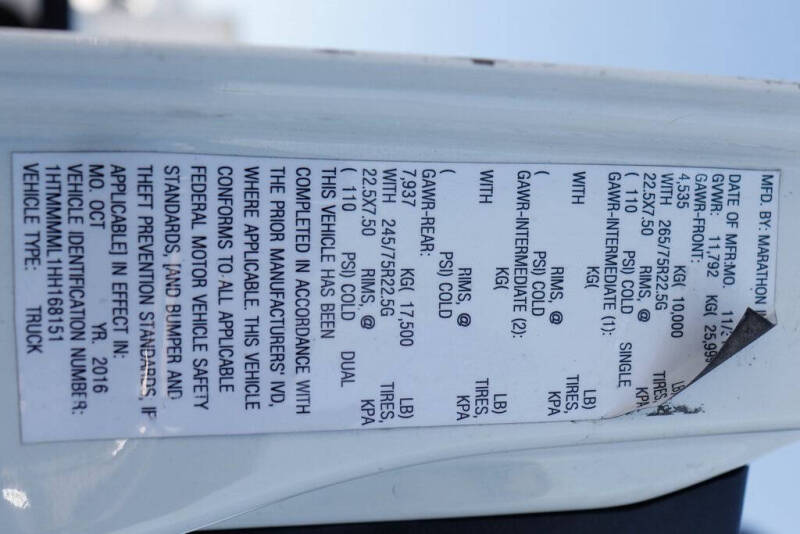 MFD. BY: MARATHON
DATE OF MFR:MO. 11/
GVWR: 11,792 KG( 25,999
GAWR-FRONT:
4,535 KG( 10,000 LB)
WITH 265/75R22.5G TIRES,
22.5X7.50 RIMS, @
( 110 PSI) COLD SINGLE
GAWR-INTERMEDIATE (1):
KG( LB)
WITH TIRES,
RIMS, @ KPA
( PSI) COLD
GAWR-INTERMEDIATE (2):
KG( LB)
WITH TIRES,
RIMS, @ KPA
( PSI) COLD
GAWR-REAR:
7,937 KG( 17,500 LB)
WITH 245/75R22.5G TIRES,
22.5X7.50 RIMS, @ KPA
( 110 PSI) COLD DUAL
THIS VEHICLE HAS BEEN
COMPLETED IN ACCORDANCE WITH
THE PRIOR MANUFACTURERS' IVD,
WHERE APPLICABLE. THIS VEHICLE
CONFORMS TO ALL APPLICABLE
FEDERAL MOTOR VEHICLE SAFETY
STANDARDS, [AND BUMPER AND
THEFT PREVENTION STANDARDS, IF
APPLICABLE] IN EFFECT IN:
MO. OCT YR. 2016
VEHICLE IDENTIFICATION NUMBER:
1HTMMMML1HH168151
VEHICLE TYPE: TRUCK